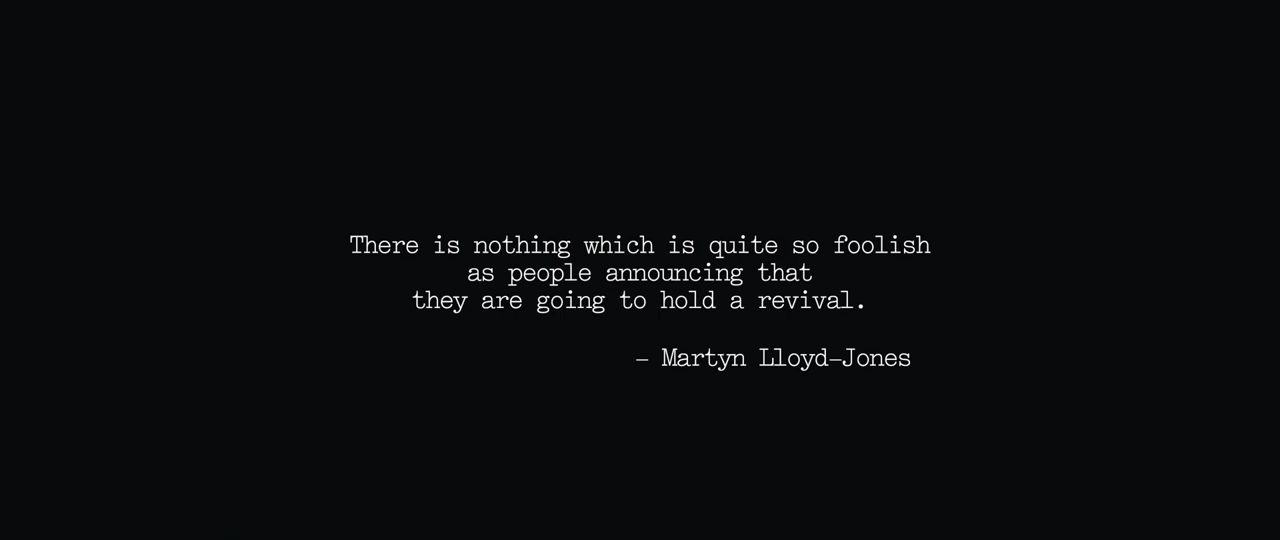 There is nothing which is quite so foolish
as people announcing that
they are going to hold a revival.
– Martyn Lloyd–Jones